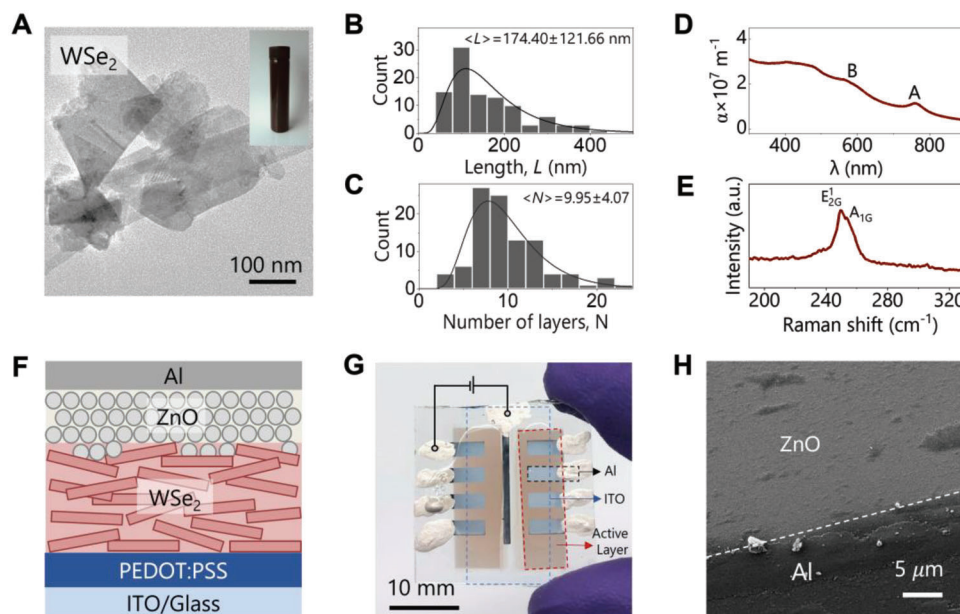 A
WSe₂
100 nm
B
<L>=174.40±121.66 nm
Count
30
20
10
0
0
200
400
Length, L (nm)
C
<N>=9.95±4.07
Count
20
10
0
0
10
20
Number of layers, N
D
α×10⁷ m⁻¹
4
2
0
B
A
400
600
800
λ (nm)
E
Intensity (a.u.)
E¹₂G
A₁G
200
240
280
320
Raman shift (cm⁻¹)
F
Al
ZnO
WSe₂
PEDOT:PSS
ITO/Glass
G
Al
ITO
Active
Layer
10 mm
H
ZnO
Al
5 μm